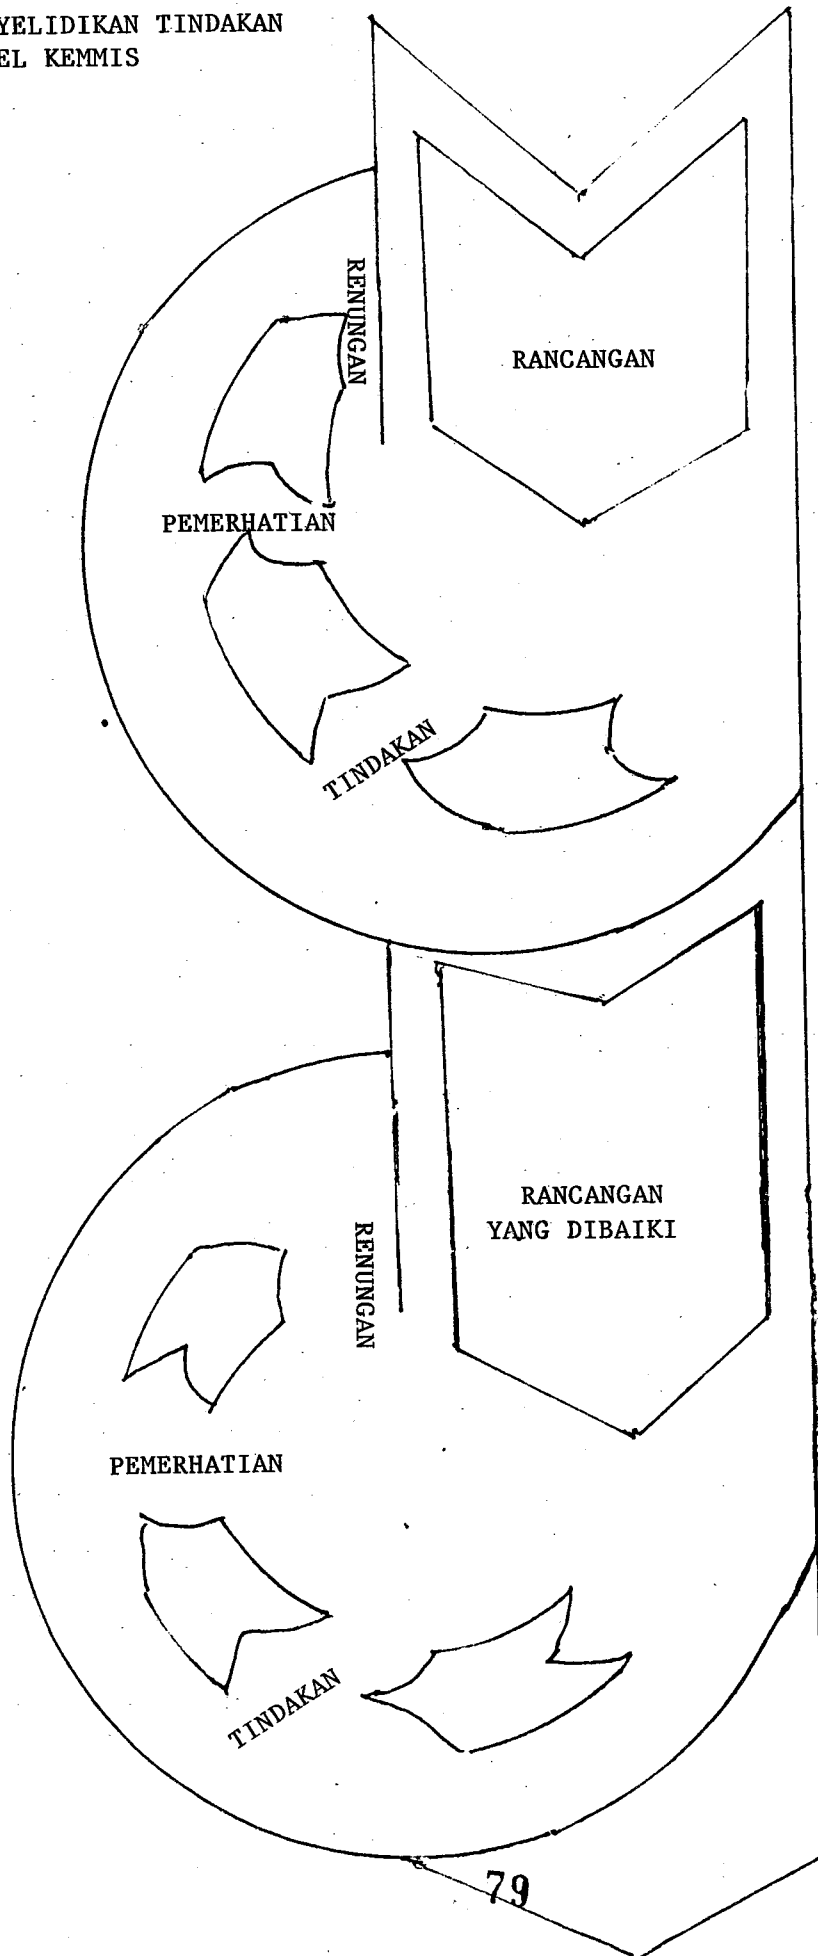 YELIDIKAN TINDAKAN
EL KEMMIS
RENUNGAN
RANCANGAN
PEMERHATIAN
TINDAKAN
RANCANGAN
YANG DIBAIKI
RENUNGAN
PEMERHATIAN
TINDAKAN
79